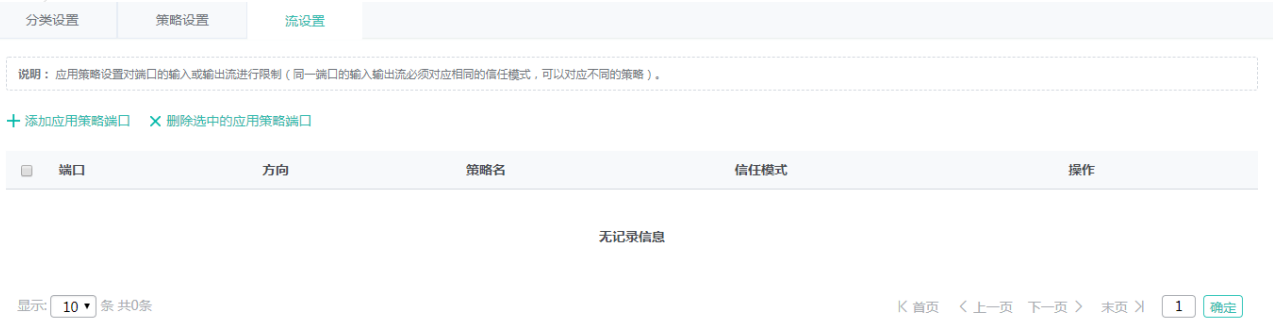 分类设置 策略设置 流设置
说明： 应用策略设置对端口的输入或输出流进行限制（同一端口的输入输出流必须对应相同的信任模式，可以对应不同的策略）。
添加应用策略端口 删除选中的应用策略端口
端口 方向 策略名 信任模式 操作
无记录信息
显示: 10 条 共0条 首页 上一页 下一页 末页 1 确定